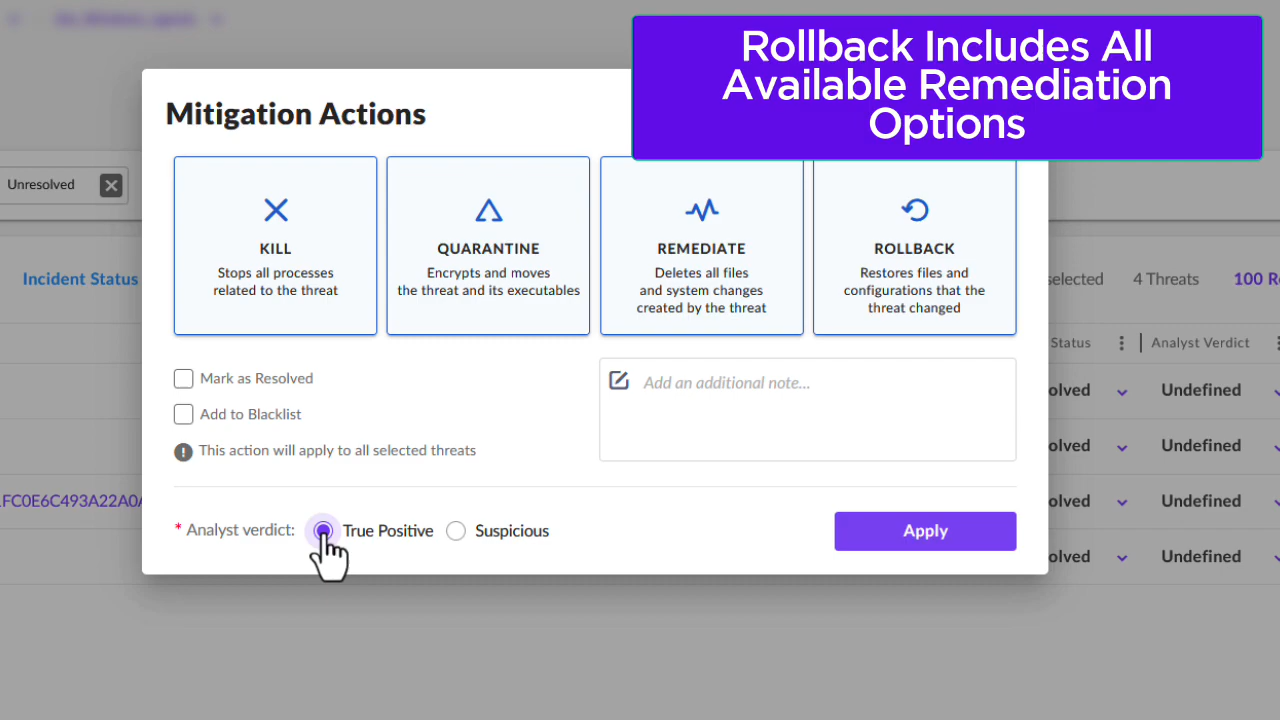 Rollback Includes All
Available Remediation
Options
Mitigation Actions
Unresolved
KILL
Stops all processes
related to the threat
QUARANTINE
Encrypts and moves
the threat and its executables
REMEDIATE
Deletes all files
and system changes
created by the threat
ROLLBACK
Restores files and
configurations that the
threat changed
Incident Status
selected 4 Threats 100 R
Status Analyst Verdict
Mark as Resolved
Add to Blacklist
This action will apply to all selected threats
Add an additional note...
olved Undefined
olved Undefined
FC0E6C493A22A0
olved Undefined
olved Undefined
* Analyst verdict: True Positive Suspicious
Apply